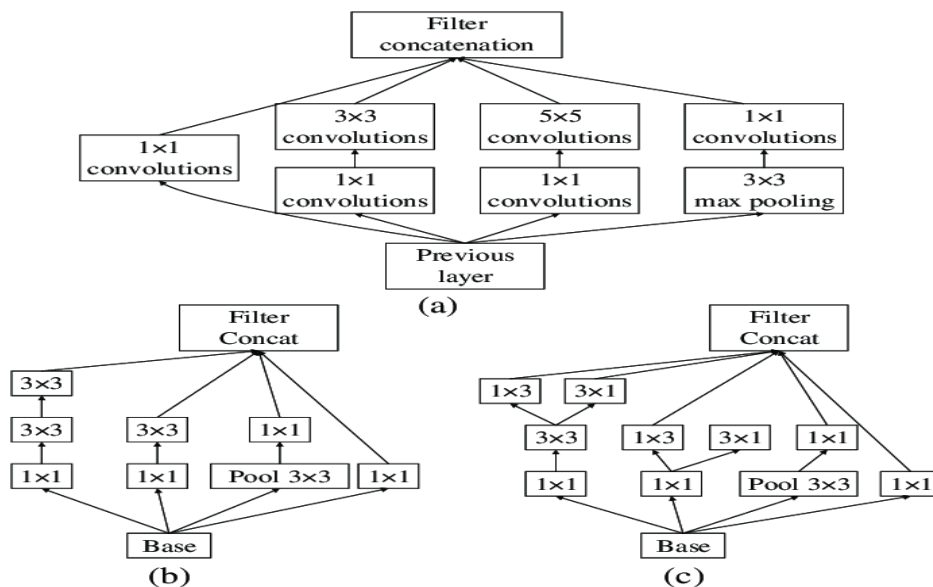 Filter
concatenation
3×3
convolutions
5×5
convolutions
1×1
convolutions
1×1
convolutions
1×1
convolutions
1×1
convolutions
3×3
max pooling
Previous
layer
(a)
Filter
Concat
3×3
3×3
3×3
1×1
1×1
1×1
Pool 3×3
1×1
Base
(b)
Filter
Concat
1×3
3×1
3×3
1×3
3×1
1×1
1×1
1×1
Pool 3×3
1×1
Base
(c)